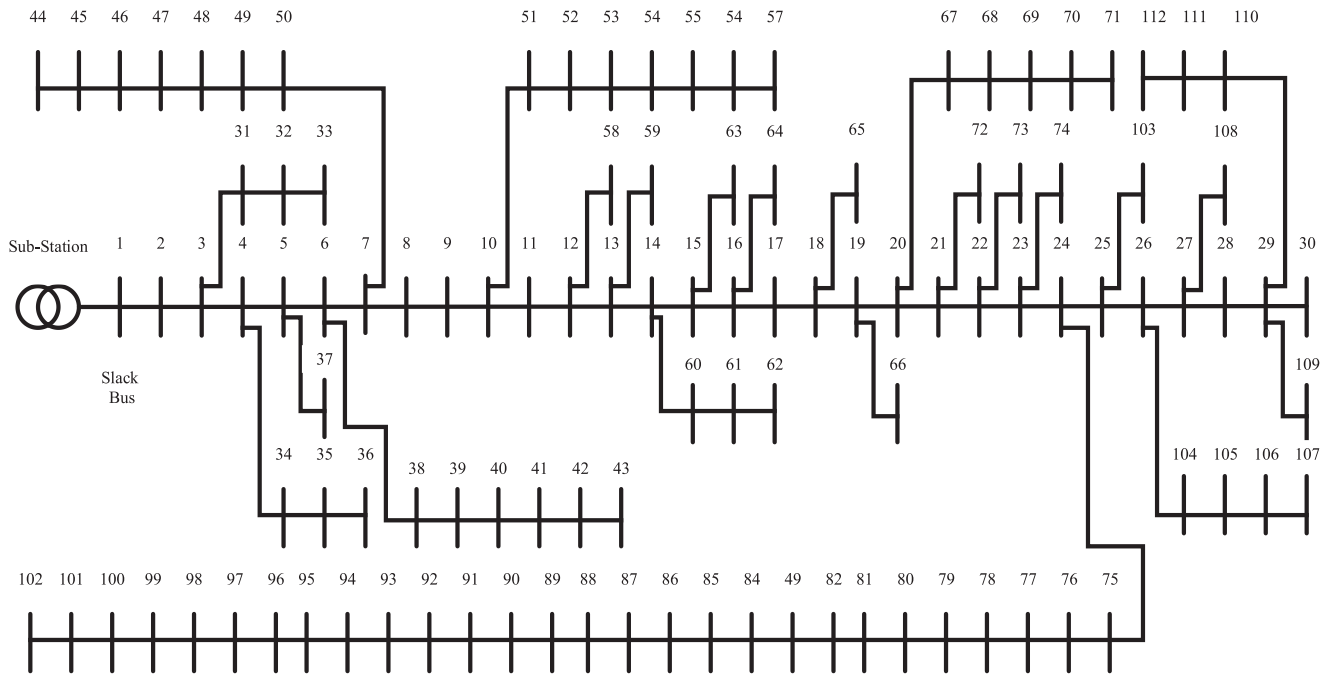 44 45 46 47 48 49 50 51 52 53 54 55 54 57 67 68 69 70 71 112 111 110
31 32 33 58 59 63 64 65 72 73 74 103 108
Sub-Station 1 2 3 4 5 6 7 8 9 10 11 12 13 14 15 16 17 18 19 20 21 22 23 24 25 26 27 28 29 30
37 60 61 62 66 109
Slack
Bus
34 35 36 38 39 40 41 42 43 104 105 106 107
102 101 100 99 98 97 96 95 94 93 92 91 90 89 88 87 86 85 84 49 82 81 80 79 78 77 76 75